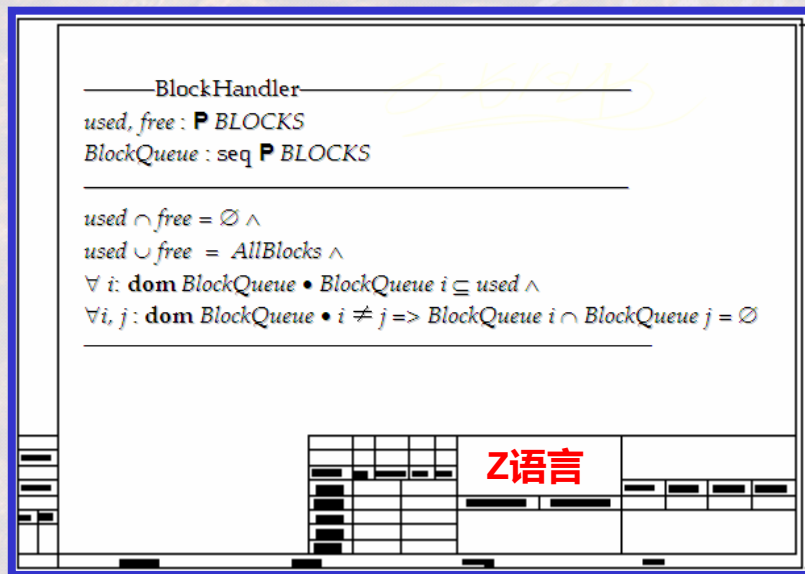 BlockHandler
used, free : P BLOCKS
BlockQueue : seq P BLOCKS
used ∩ free = ∅ ∧
used ∪ free = AllBlocks ∧
∀ i: dom BlockQueue • BlockQueue i ⊆ used ∧
∀i, j : dom BlockQueue • i ≠ j => BlockQueue i ∩ BlockQueue j = ∅
Z语言